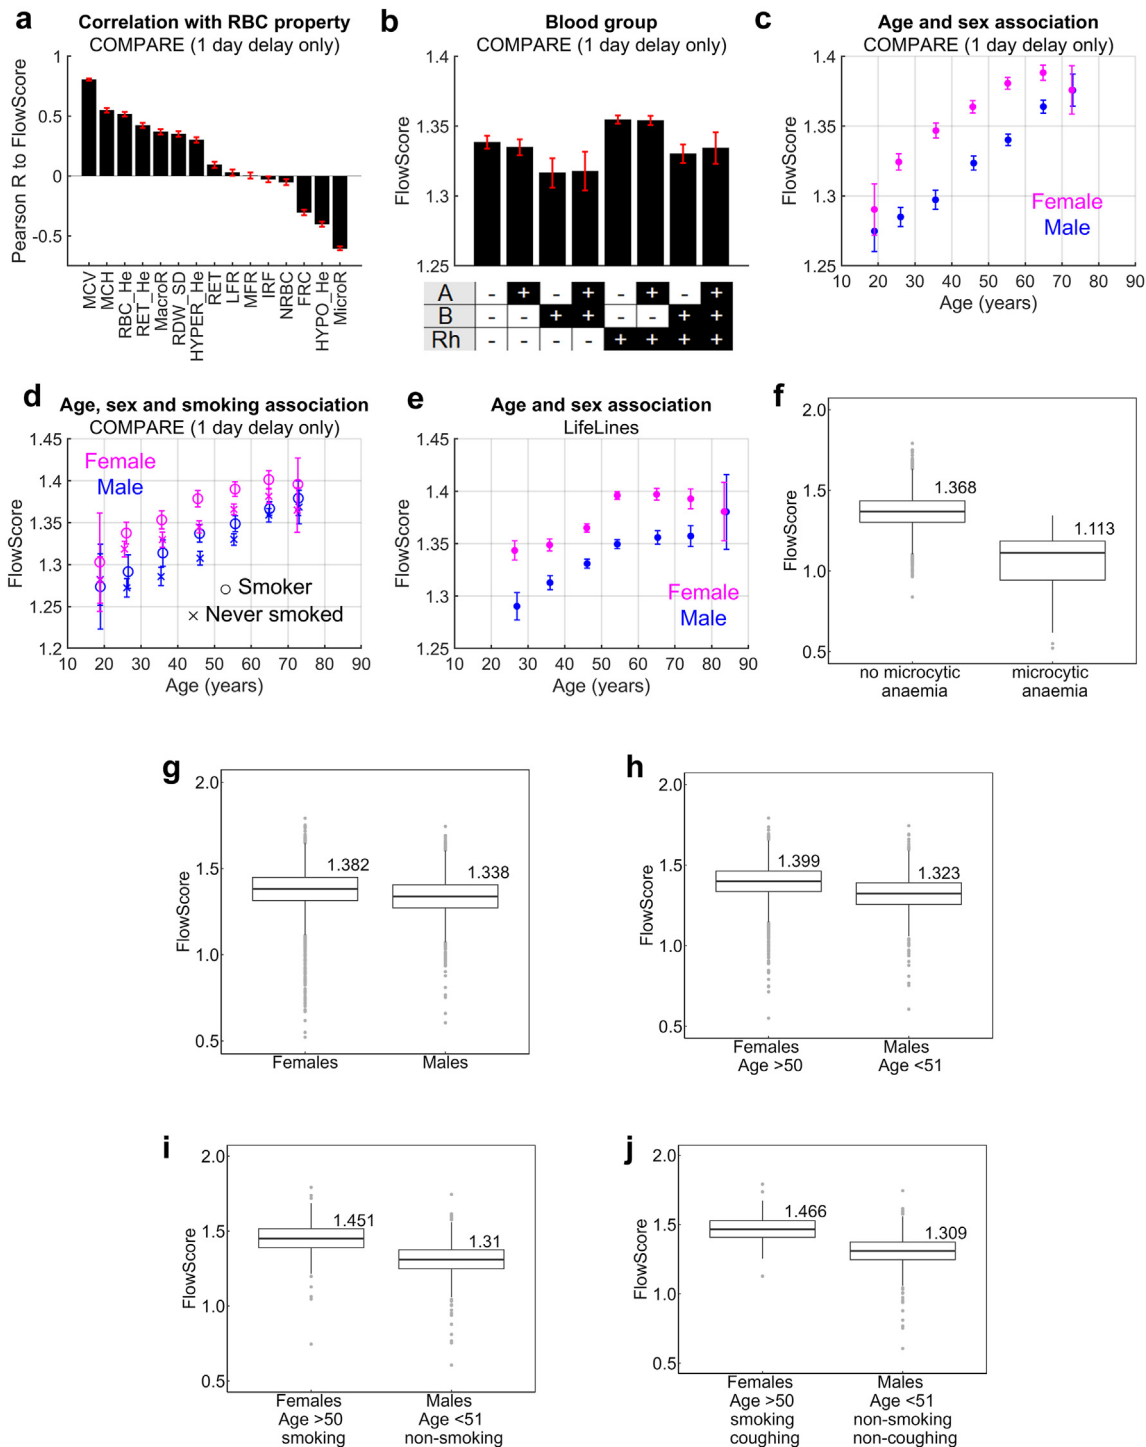 a Correlation with RBC property
COMPARE (1 day delay only)
Pearson R to FlowScore
1
0.5
0
-0.5
MCV
MCH
RBC_He
RET_He
MacroR
RDW_SD
HYPER_He
RET
LFR
MFR
IRF
NRBC
FRC
HYPO_He
MicroR
b Blood group
COMPARE (1 day delay only)
FlowScore
1.4
1.35
1.3
1.25
A - + - + - + - +
B - - + + - - + +
Rh - - - - + + + +
c Age and sex association
COMPARE (1 day delay only)
FlowScore
1.4
1.35
1.3
1.25
Female
Male
10 20 30 40 50 60 70 80 90
Age (years)
d Age, sex and smoking association
COMPARE (1 day delay only)
FlowScore
1.45
1.4
1.35
1.3
1.25
1.2
Female
Male
Smoker
× Never smoked
10 20 30 40 50 60 70 80 90
Age (years)
e Age and sex association
LifeLines
FlowScore
1.45
1.4
1.35
1.3
1.25
Female
Male
10 20 30 40 50 60 70 80 90
Age (years)
f
FlowScore
2.0
1.5
1.0
0.5
1.368
1.113
no microcytic
anaemia
microcytic
anaemia
g
FlowScore
2.0
1.5
1.0
0.5
1.382
1.338
Females
Males
h
FlowScore
2.0
1.5
1.0
0.5
1.399
1.323
Females
Age >50
Males
Age <51
i
FlowScore
2.0
1.5
1.0
0.5
1.451
1.31
Females
Age >50
smoking
Males
Age <51
non-smoking
j
FlowScore
2.0
1.5
1.0
0.5
1.466
1.309
Females
Age >50
smoking
coughing
Males
Age <51
non-smoking
non-coughing